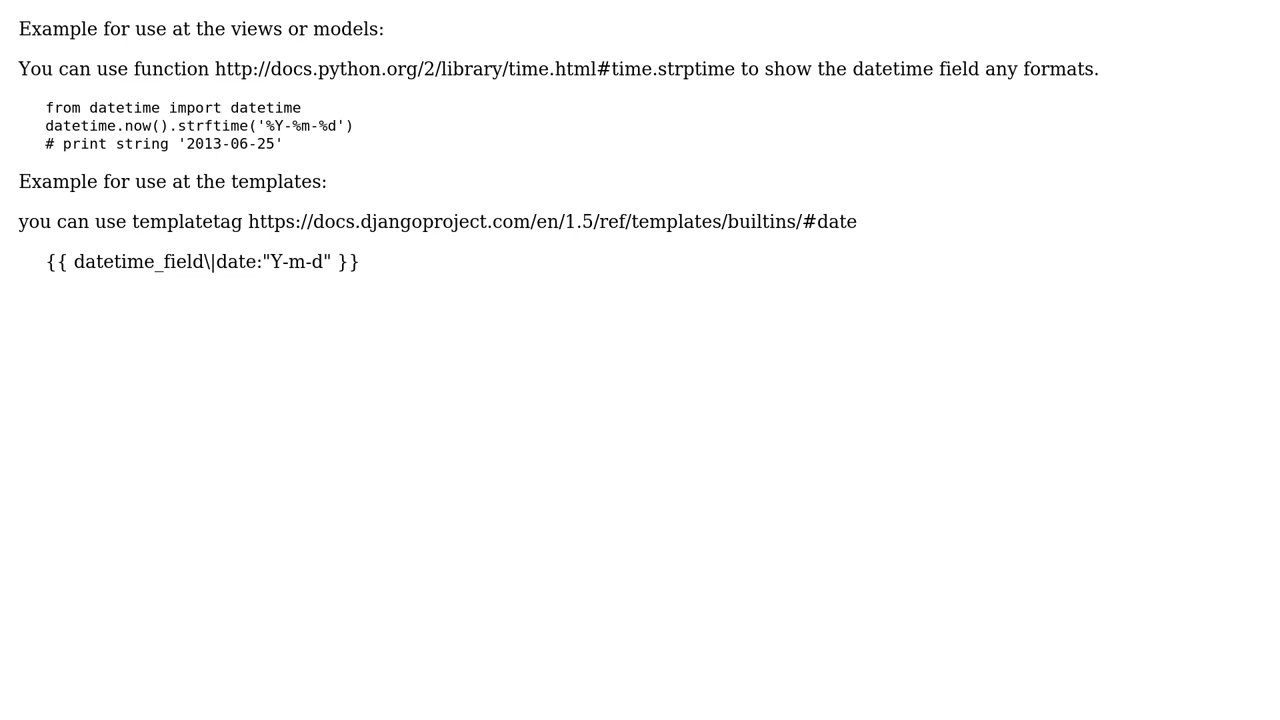 Example for use at the views or models:
You can use function http://docs.python.org/2/library/time.html#time.strptime to show the datetime field any formats.
from datetime import datetime
datetime.now().strftime('%Y-%m-%d')
# print string '2013-06-25'
Example for use at the templates:
you can use templatetag https://docs.djangoproject.com/en/1.5/ref/templates/builtins/#date
{{ datetime_field\|date:"Y-m-d" }}